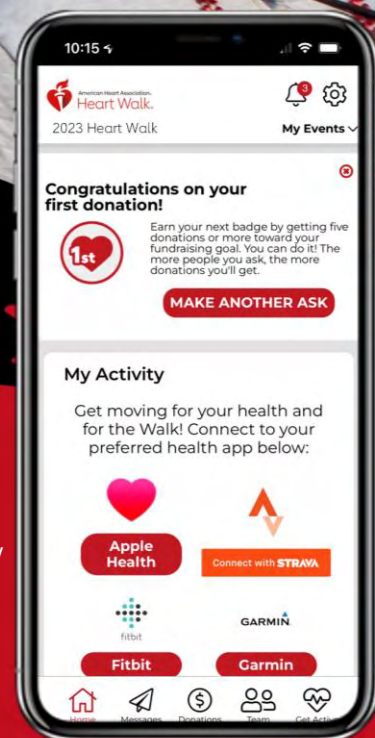 10:15
American Heart Association.
Heart Walk.
3
2023 Heart Walk
My Events
Congratulations on your
first donation!
1st
Earn your next badge by getting five
donations or more toward your
fundraising goal. You can do it! The
more people you ask, the more
donations you'll get.
MAKE ANOTHER ASK
My Activity
Get moving for your health and
for the Walk! Connect to your
preferred health app below:
Apple
Health
Connect with STRAVA
fitbit
GARMIN
Fitbit
Garmin
Home Messages Donations Team Get Active